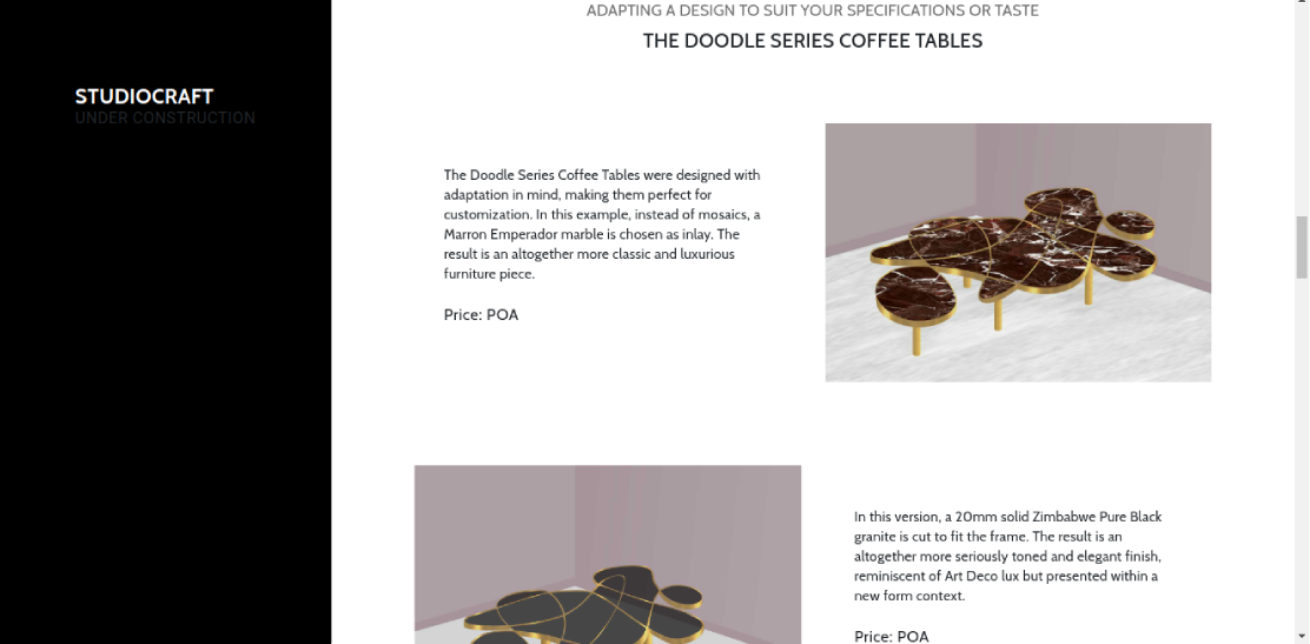 ADAPTING A DESIGN TO SUIT YOUR SPECIFICATIONS OR TASTE
THE DOODLE SERIES COFFEE TABLES
STUDIOCRAFT
UNDER CONSTRUCTION
The Doodle Series Coffee Tables were designed with
adaptation in mind, making them perfect for
customization. In this example, instead of mosaics, a
Marron Emperador marble is chosen as inlay. The
result is an altogether more classic and luxurious
furniture piece.
Price: POA
In this version, a 20mm solid Zimbabwe Pure Black
granite is cut to fit the frame. The result is an
altogether more seriously toned and elegant finish,
reminiscent of Art Deco lux but presented within a
new form context.
Price: POA